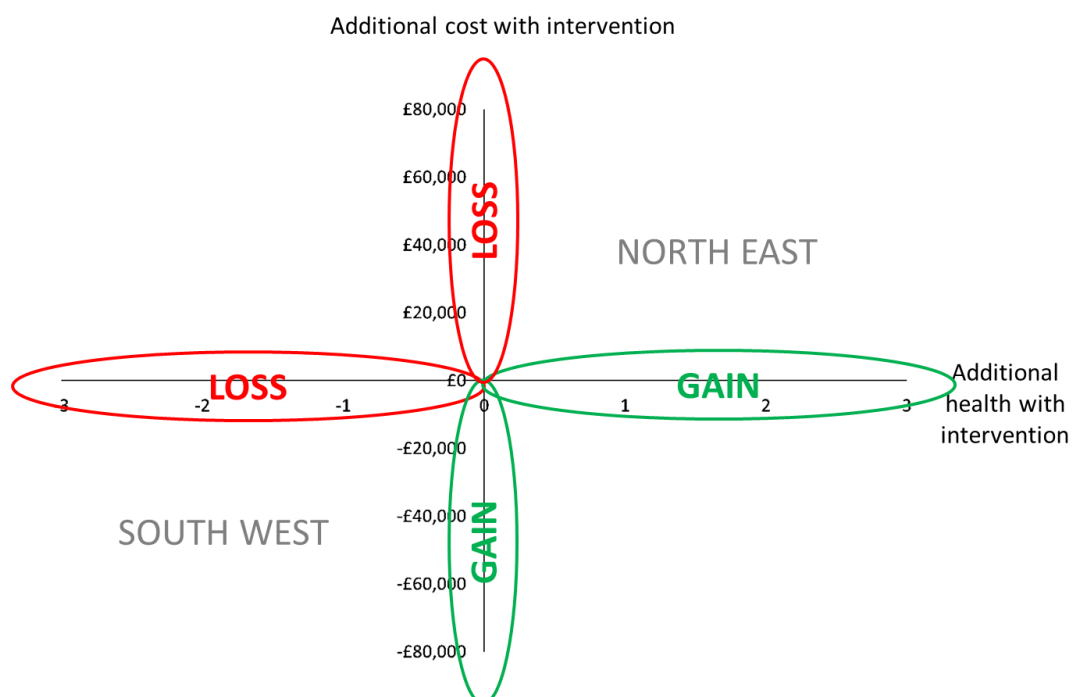 Additional cost with intervention
£80,000
£60,000
LOSS
£40,000
NORTH EAST
£20,000
£0
LOSS
GAIN
Additional
health with
intervention
3 -2 -1 0 1 2 3
-£20,000
-£40,000
SOUTH WEST
GAIN
-£60,000
-£80,000